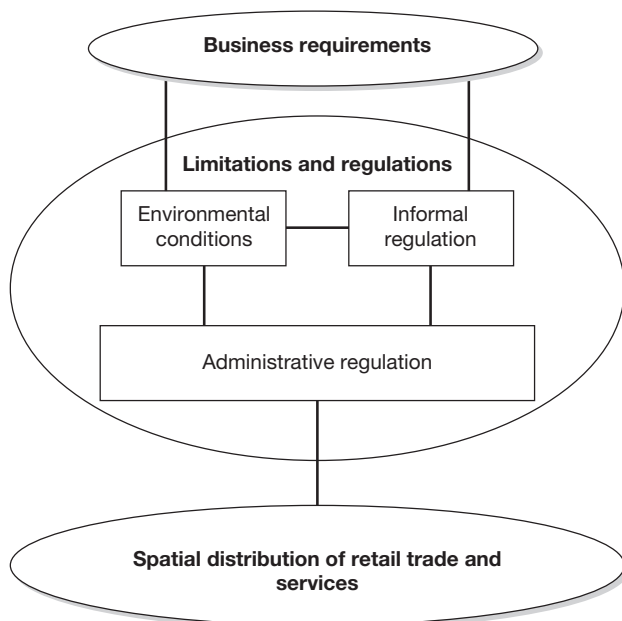 Business requirements
Limitations and regulations
Environmental
conditions
Informal
regulation
Administrative regulation
Spatial distribution of retail trade and
services